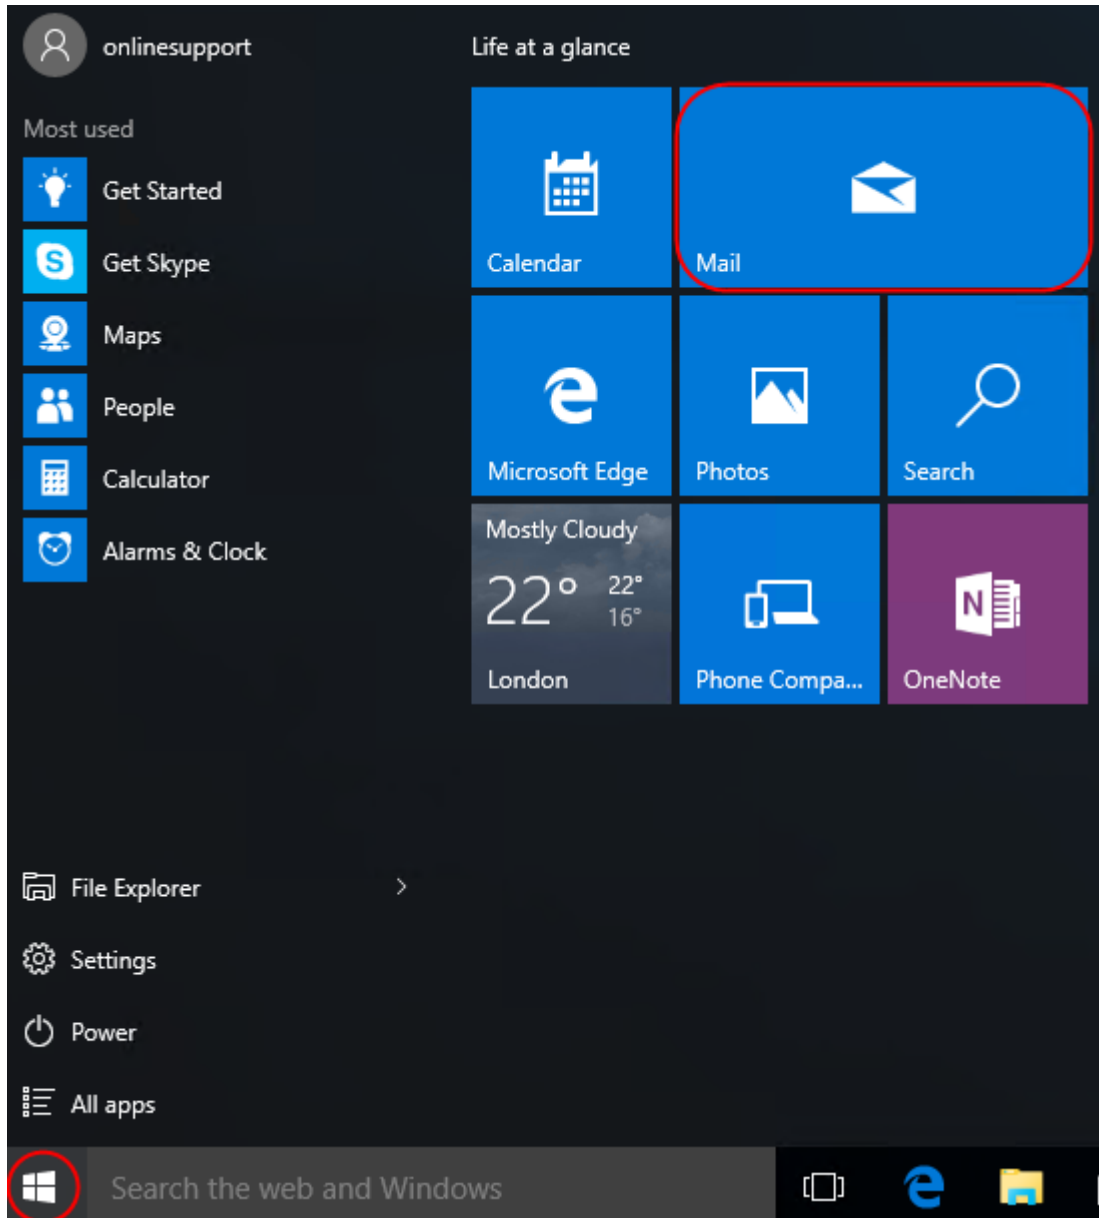 onlinesupport
Most used
Get Started
Get Skype
Maps
People
Calculator
Alarms & Clock
File Explorer
Settings
Power
All apps
Life at a glance
Calendar
Mail
Microsoft Edge
Photos
Search
Mostly Cloudy
22° 22°
16°
London
Phone Compa...
OneNote
Search the web and Windows